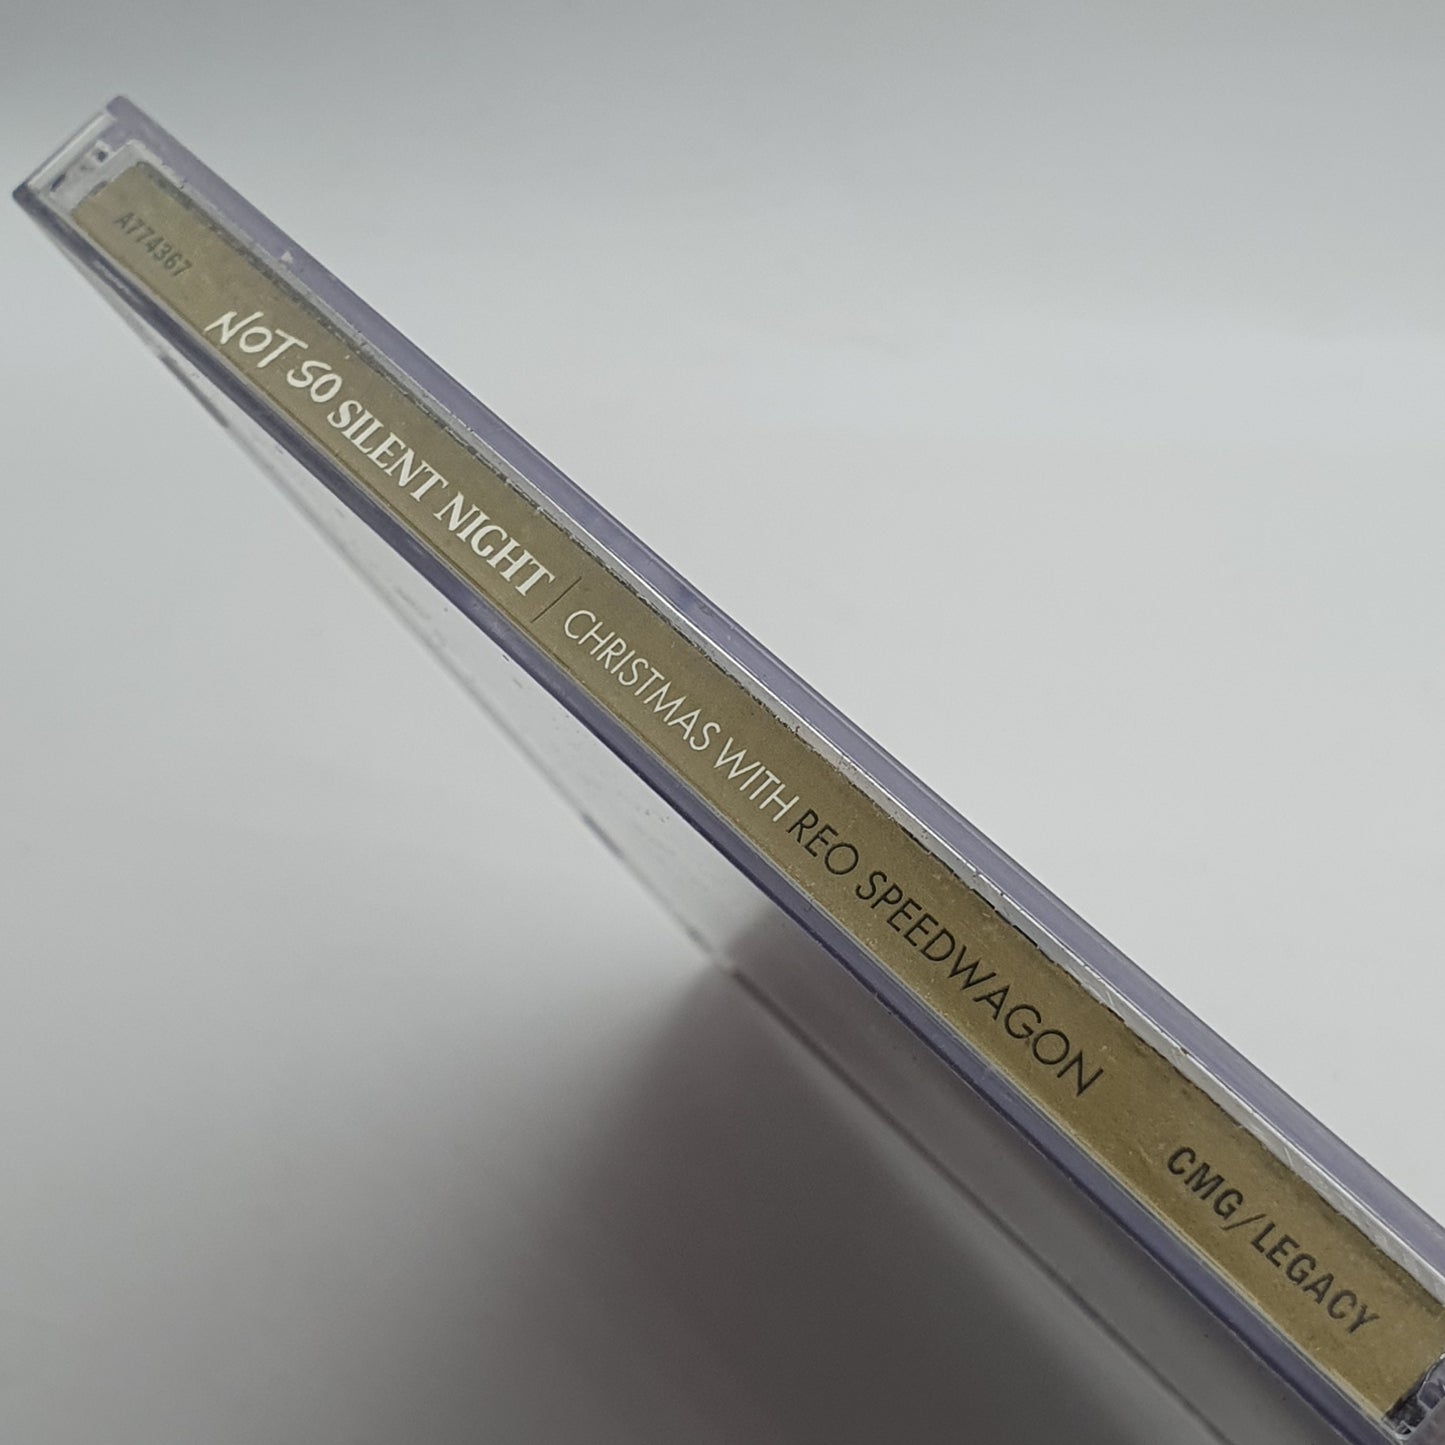 A774367 NOT SO SILENT NIGHT | CHRISTMAS WITH REO SPEEDWAGON CMG/LEGACY